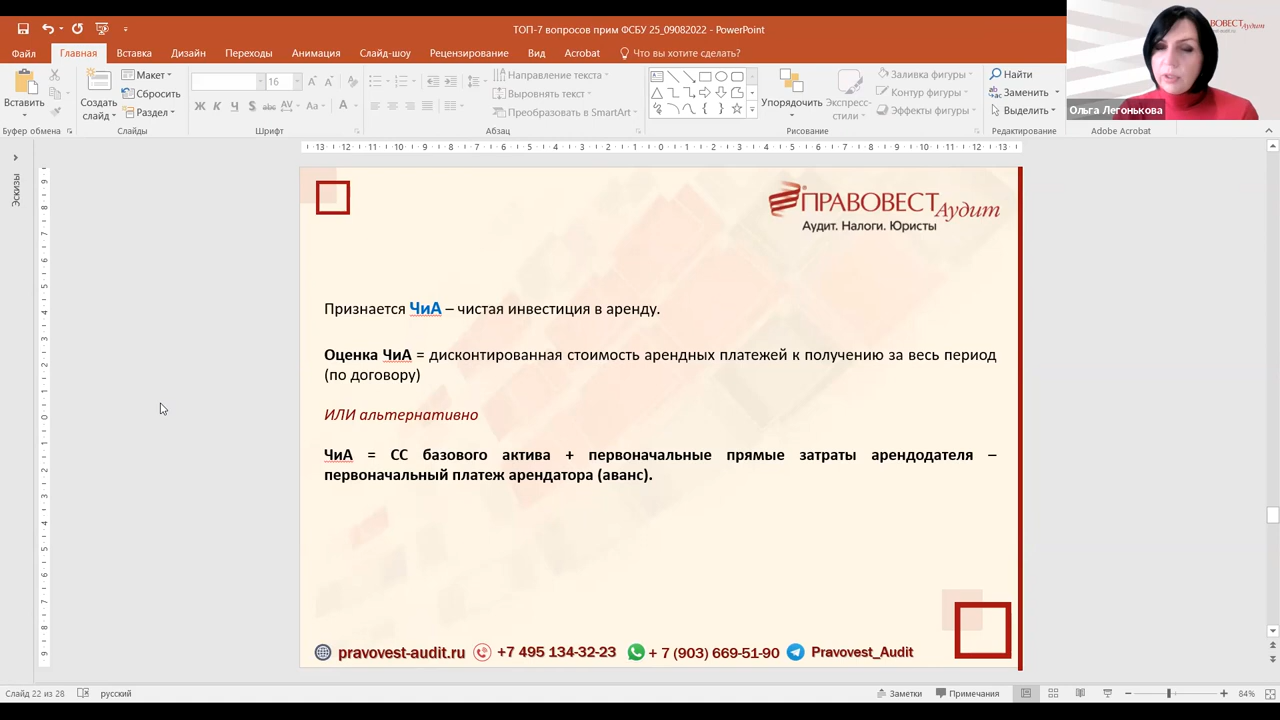 ТОП-7 вопросов прим ФСБУ 25_09082022 - PowerPoint
Файл Главная Вставка Дизайн Переходы Анимация Слайд-шоу Рецензирование Вид Acrobat Что вы хотите сделать?
Вставить
Создать слайд
Макет
Сбросить
Раздел
16
Ж К Ч S abc AV Aa А
Направление текста
Выровнять текст
Преобразовать в SmartArt
Упорядочить
Экспресс-стили
Заливка фигуры
Контур фигуры
Эффекты фигуры
Найти
Заменить
Выделить
Буфер обмена Слайды Шрифт Абзац Рисование Редактирование Adobe Acrobat
Ольга Легонькова
Эскизы
ПРАВОВЕСТ Аудит
Аудит. Налоги. Юристы
Признается ЧиА – чистая инвестиция в аренду.
Оценка ЧиА = дисконтированная стоимость арендных платежей к получению за весь период
(по договору)
ИЛИ альтернативно
ЧиА = СС базового актива + первоначальные прямые затраты арендодателя –
первоначальный платеж арендатора (аванс).
pravovest-audit.ru +7 495 134-32-23 + 7 (903) 669-51-90 Pravovest_Audit
Слайд 22 из 28 русский Заметки Примечания 84%